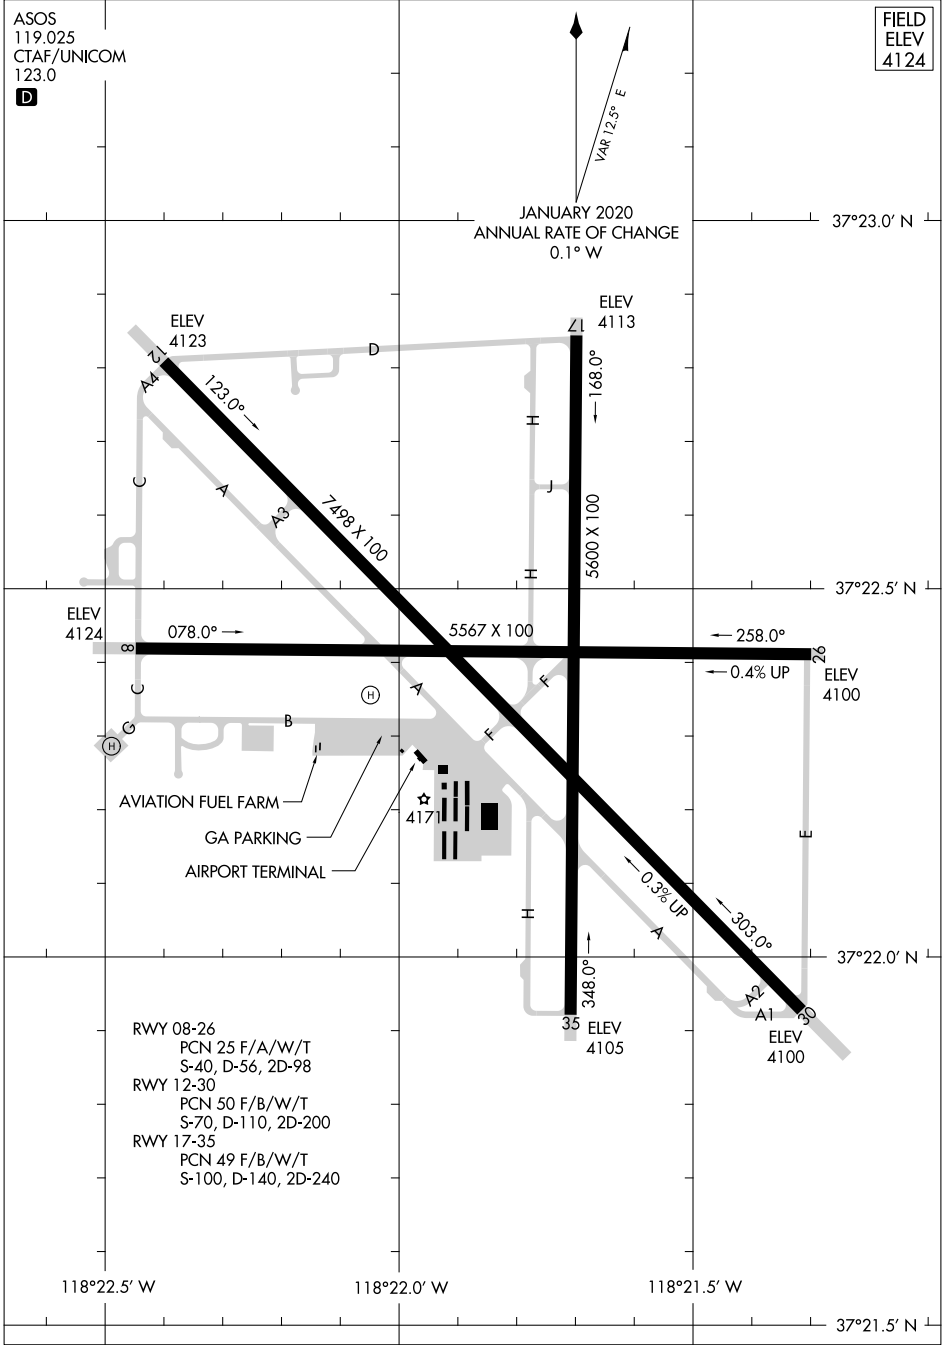 ASOS
119.025
CTAF/UNICOM
123.0
D
FIELD
ELEV
4124
VAR 12.5° E
JANUARY 2020
ANNUAL RATE OF CHANGE
0.1° W
37°23.0' N
ELEV
4123
12
A4
123.0°
D
ELEV
4113
17
168.0°
H
C
A
A3
7498 X 100
J
5600 X 100
H
37°22.5' N
ELEV
4124
8
078.0°
5567 X 100
258.0°
0.4% UP
26
ELEV
4100
C
G
H
H
B
A
F
F
AVIATION FUEL FARM
GA PARKING
AIRPORT TERMINAL
4171
E
0.3% UP
303.0°
H
A
348.0°
37°22.0' N
A2
A1
30
ELEV
4100
35
ELEV
4105
RWY 08-26
PCN 25 F/A/W/T
S-40, D-56, 2D-98
RWY 12-30
PCN 50 F/B/W/T
S-70, D-110, 2D-200
RWY 17-35
PCN 49 F/B/W/T
S-100, D-140, 2D-240
118°22.5' W
118°22.0' W
118°21.5' W
37°21.5' N